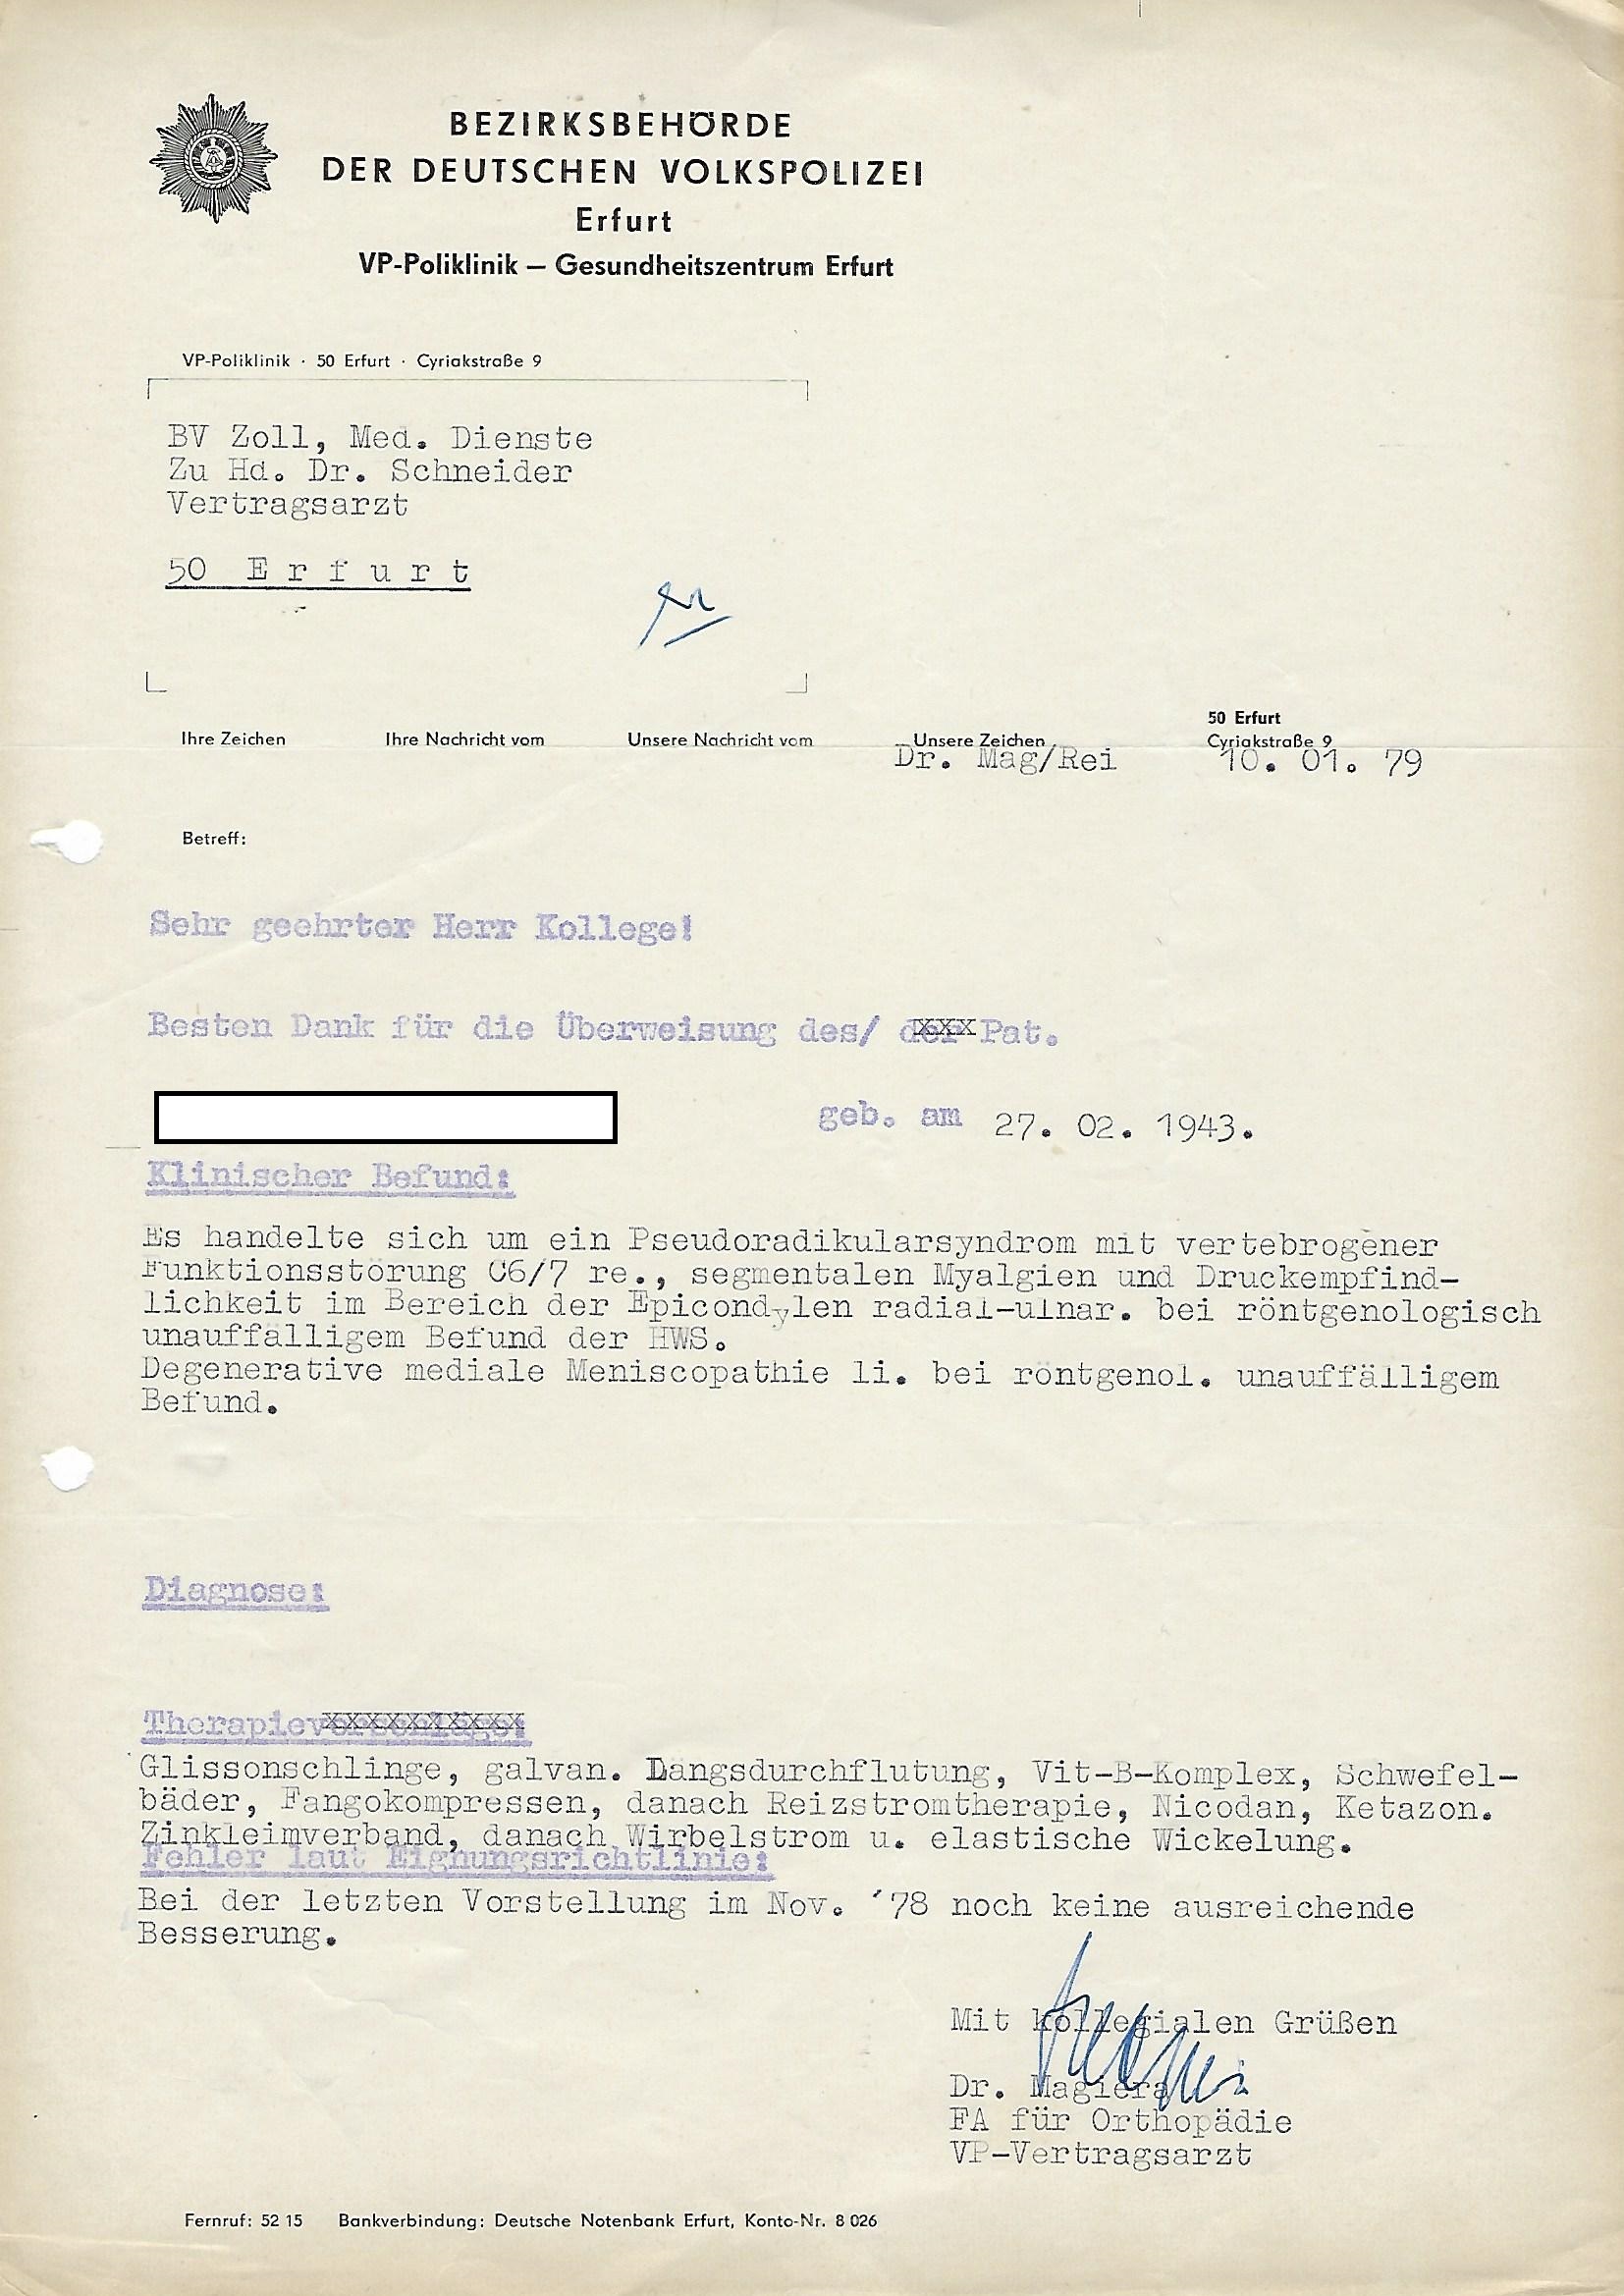 BEZIRKSBEHÖRDE
DER DEUTSCHEN VOLKSPOLIZEI
Erfurt
VP-Poliklinik – Gesundheitszentrum Erfurt
VP-Poliklinik · 50 Erfurt · Cyriakstraße 9
BV Zoll, Med. Dienste
Zu Hd. Dr. Schneider
Vertragsarzt
50 Erfurt
50 Erfurt
Ihre Zeichen Ihre Nachricht vom Unsere Nachricht vom Unsere Zeichen Cyriakstraße 9
Dr. Mag/Rei 10. 01. 79
Betreff:
Sehr geehrter Herr Kollege!
Besten Dank für die Überweisung des/ der Pat.
geb. am 27. 02. 1943.
Klinischer Befund:
Es handelte sich um ein Pseudoradikularsyndrom mit vertebrogener
Funktionsstörung C6/7 re., segmentalen Myalgien und Druckempfind-
lichkeit im Bereich der Epicondylen radial-ulnar. bei röntgenologisch
unauffälligem Befund der HWS.
Degenerative mediale Meniscopathie li. bei röntgenol. unauffälligem
Befund.
Diagnose:
Therapievorschläge:
Glissonschlinge, galvan. Längsdurchflutung, Vit-B-Komplex, Schwefel-
bäder, Fangokompressen, danach Reizstromtherapie, Nicodan, Ketazon.
Zinkleimverband, danach Wirbelstrom u. elastische Wickelung.
Fehler laut Eignungsrichtlinie:
Bei der letzten Vorstellung im Nov. '78 noch keine ausreichende
Besserung.
Mit kollegialen Grüßen
Dr. Magiera
FA für Orthopädie
VP-Vertragsarzt
Fernruf: 52 15 Bankverbindung: Deutsche Notenbank Erfurt, Konto-Nr. 8 026